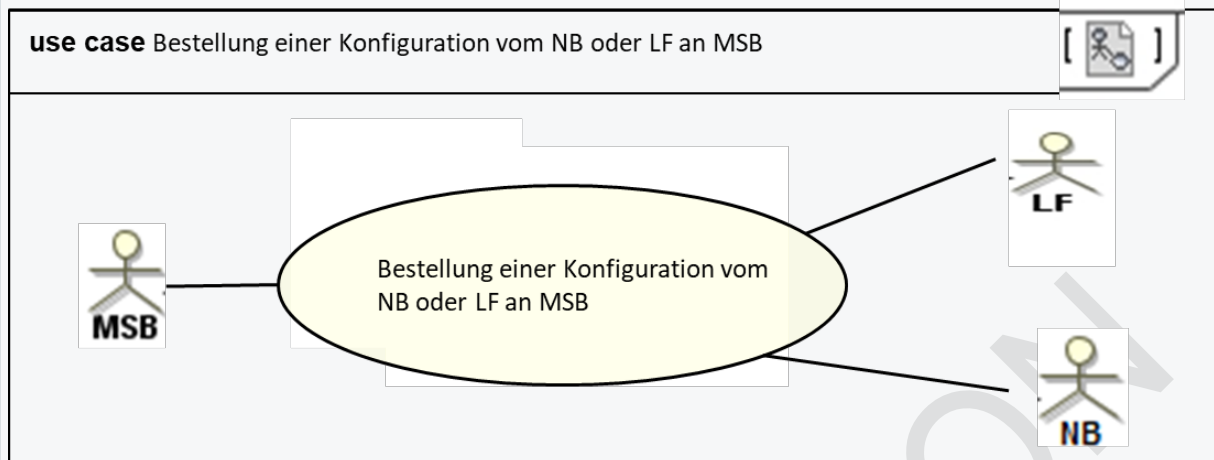 use case Bestellung einer Konfiguration vom NB oder LF an MSB
[ ]
LF
Bestellung einer Konfiguration vom
NB oder LF an MSB
MSB
NB
ON